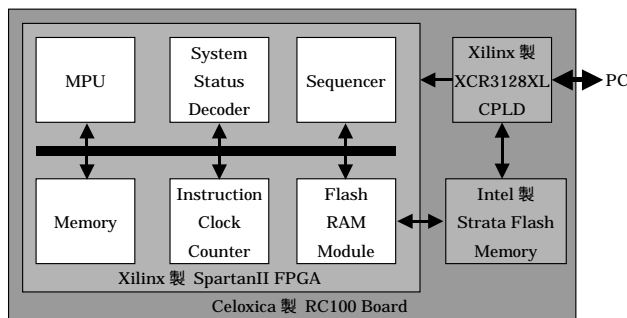 MPU
System
Status
Decoder
Sequencer
Xilinx 製
XCR3128XL
CPLD
PC
Memory
Instruction
Clock
Counter
Flash
RAM
Module
Intel 製
Strata Flash
Memory
Xilinx 製 SpartanII FPGA
Celoxica 製 RC100 Board